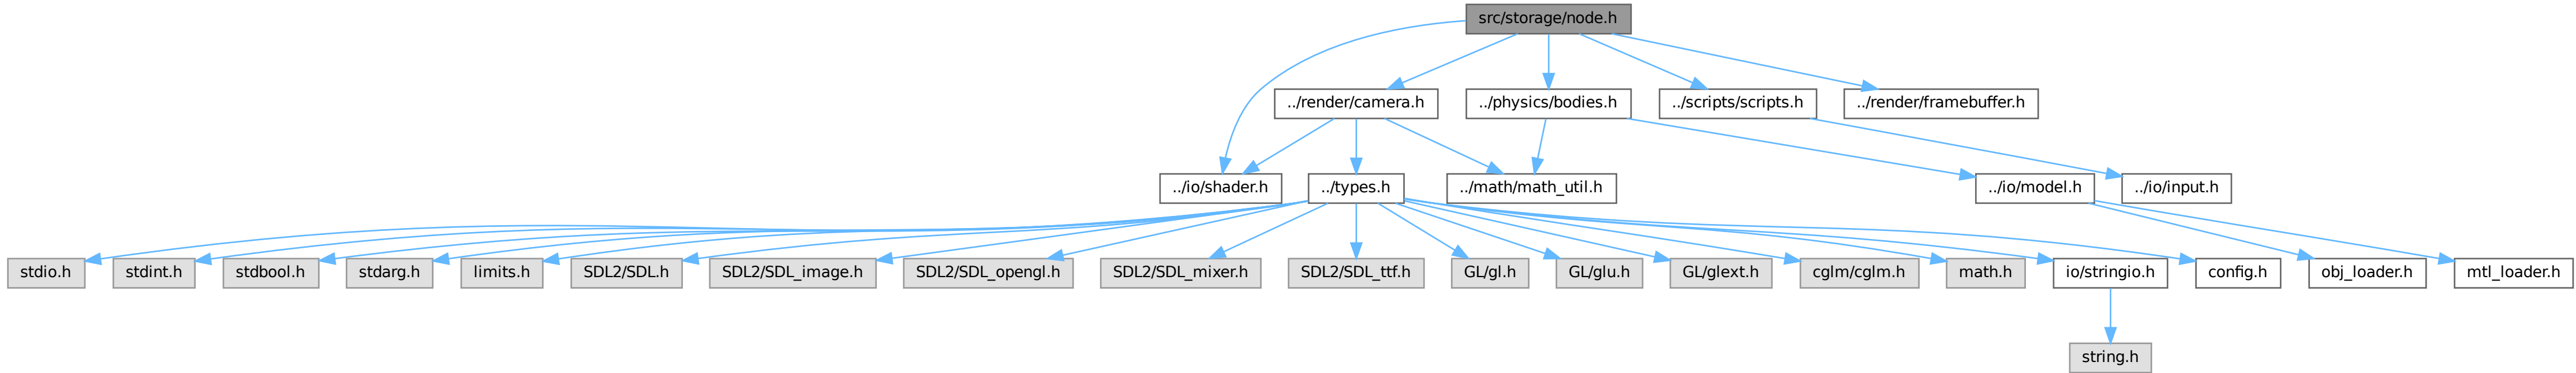 src/storage/node.h
../render/camera.h
../physics/bodies.h
../scripts/scripts.h
../render/framebuffer.h
../io/shader.h
../types.h
../math/math_util.h
../io/model.h
../io/input.h
stdio.h
stdint.h
stdbool.h
stdarg.h
limits.h
SDL2/SDL.h
SDL2/SDL_image.h
SDL2/SDL_opengl.h
SDL2/SDL_mixer.h
SDL2/SDL_ttf.h
GL/gl.h
GL/glu.h
GL/glext.h
cglm/cglm.h
math.h
io/stringio.h
config.h
obj_loader.h
mtl_loader.h
string.h